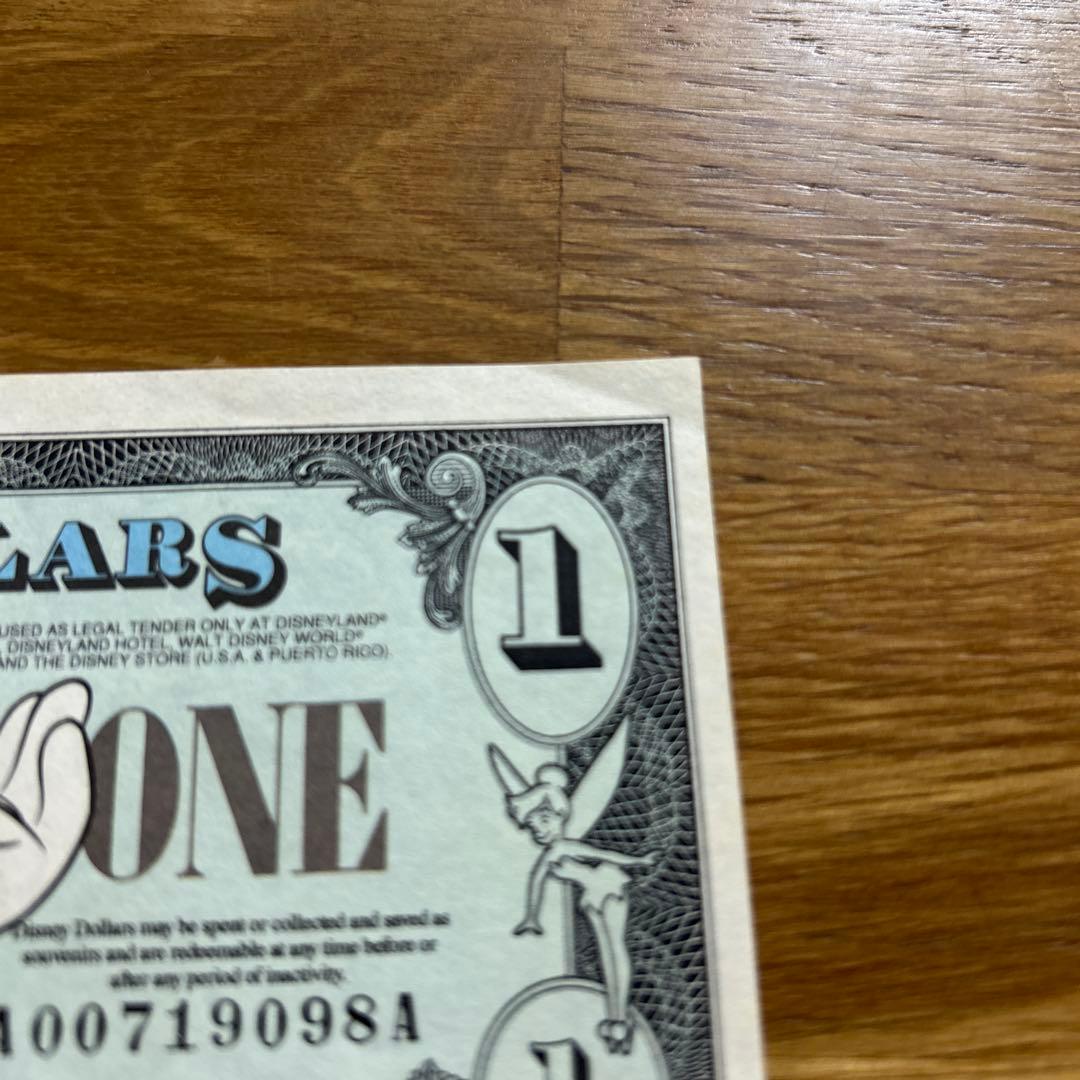 LARS
1
USED AS LEGAL TENDER ONLY AT DISNEYLAND®
DISNEYLAND HOTEL, WALT DISNEY WORLD®
AND THE DISNEY STORE (U.S.A. & PUERTO RICO).
ONE
Disney Dollars may be spent or collected and saved as
souvenirs and are redeemable at any time before or
after any period of inactivity.
A00719098A
1